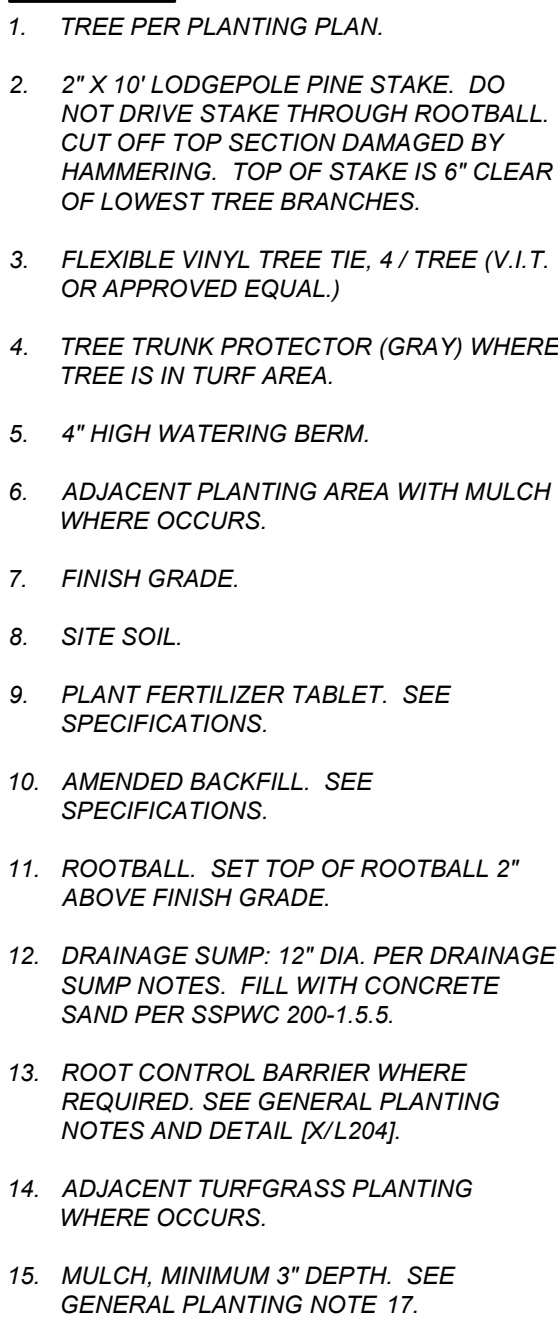 1. TREE PER PLANTING PLAN.
2. 2" X 10' LODGEPOLE PINE STAKE. DO
NOT DRIVE STAKE THROUGH ROOTBALL.
CUT OFF TOP SECTION DAMAGED BY
HAMMERING. TOP OF STAKE IS 6" CLEAR
OF LOWEST TREE BRANCHES.
3. FLEXIBLE VINYL TREE TIE, 4 / TREE (V.I.T.
OR APPROVED EQUAL.)
4. TREE TRUNK PROTECTOR (GRAY) WHERE
TREE IS IN TURF AREA.
5. 4" HIGH WATERING BERM.
6. ADJACENT PLANTING AREA WITH MULCH
WHERE OCCURS.
7. FINISH GRADE.
8. SITE SOIL.
9. PLANT FERTILIZER TABLET. SEE
SPECIFICATIONS.
10. AMENDED BACKFILL. SEE
SPECIFICATIONS.
11. ROOTBALL. SET TOP OF ROOTBALL 2"
ABOVE FINISH GRADE.
12. DRAINAGE SUMP: 12" DIA. PER DRAINAGE
SUMP NOTES. FILL WITH CONCRETE
SAND PER SSPWC 200-1.5.5.
13. ROOT CONTROL BARRIER WHERE
REQUIRED. SEE GENERAL PLANTING
NOTES AND DETAIL [X/L204].
14. ADJACENT TURFGRASS PLANTING
WHERE OCCURS.
15. MULCH, MINIMUM 3" DEPTH. SEE
GENERAL PLANTING NOTE 17.